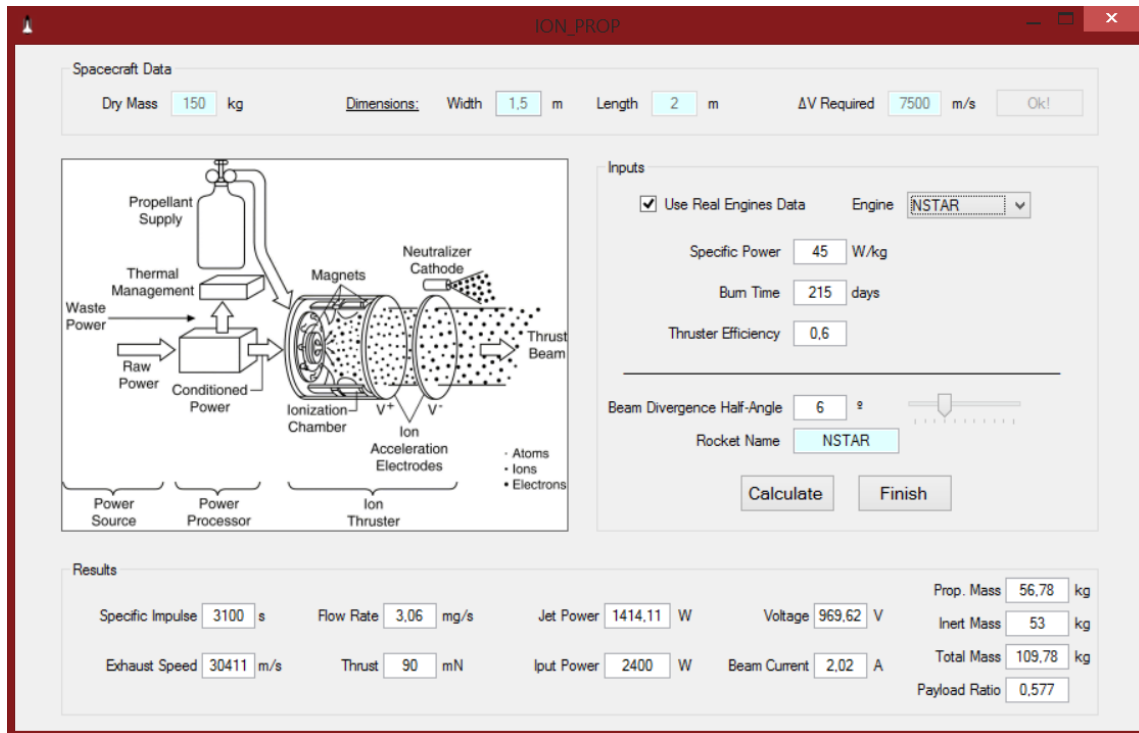 ION_PROP
Spacecraft Data
Dry Mass 150 kg Dimensions: Width 1,5 m Length 2 m ΔV Required 7500 m/s Ok!
Propellant
Supply
Thermal
Management
Waste
Power
Raw
Power
Conditioned
Power
Magnets
Neutralizer
Cathode
Thrust
Beam
Ionization
Chamber
V+ V-
Ion
Acceleration
Electrodes
· Atoms
• Ions
• Electrons
Power
Source
Power
Processor
Ion
Thruster
Inputs
Use Real Engines Data Engine NSTAR
Specific Power 45 W/kg
Burn Time 215 days
Thruster Efficiency 0,6
Beam Divergence Half-Angle 6 º
Rocket Name NSTAR
Calculate Finish
Results
Specific Impulse 3100 s Flow Rate 3,06 mg/s Jet Power 1414,11 W Voltage 969,62 V
Exhaust Speed 30411 m/s Thrust 90 mN Iput Power 2400 W Beam Current 2,02 A
Prop. Mass 56,78 kg
Inert Mass 53 kg
Total Mass 109,78 kg
Payload Ratio 0,577